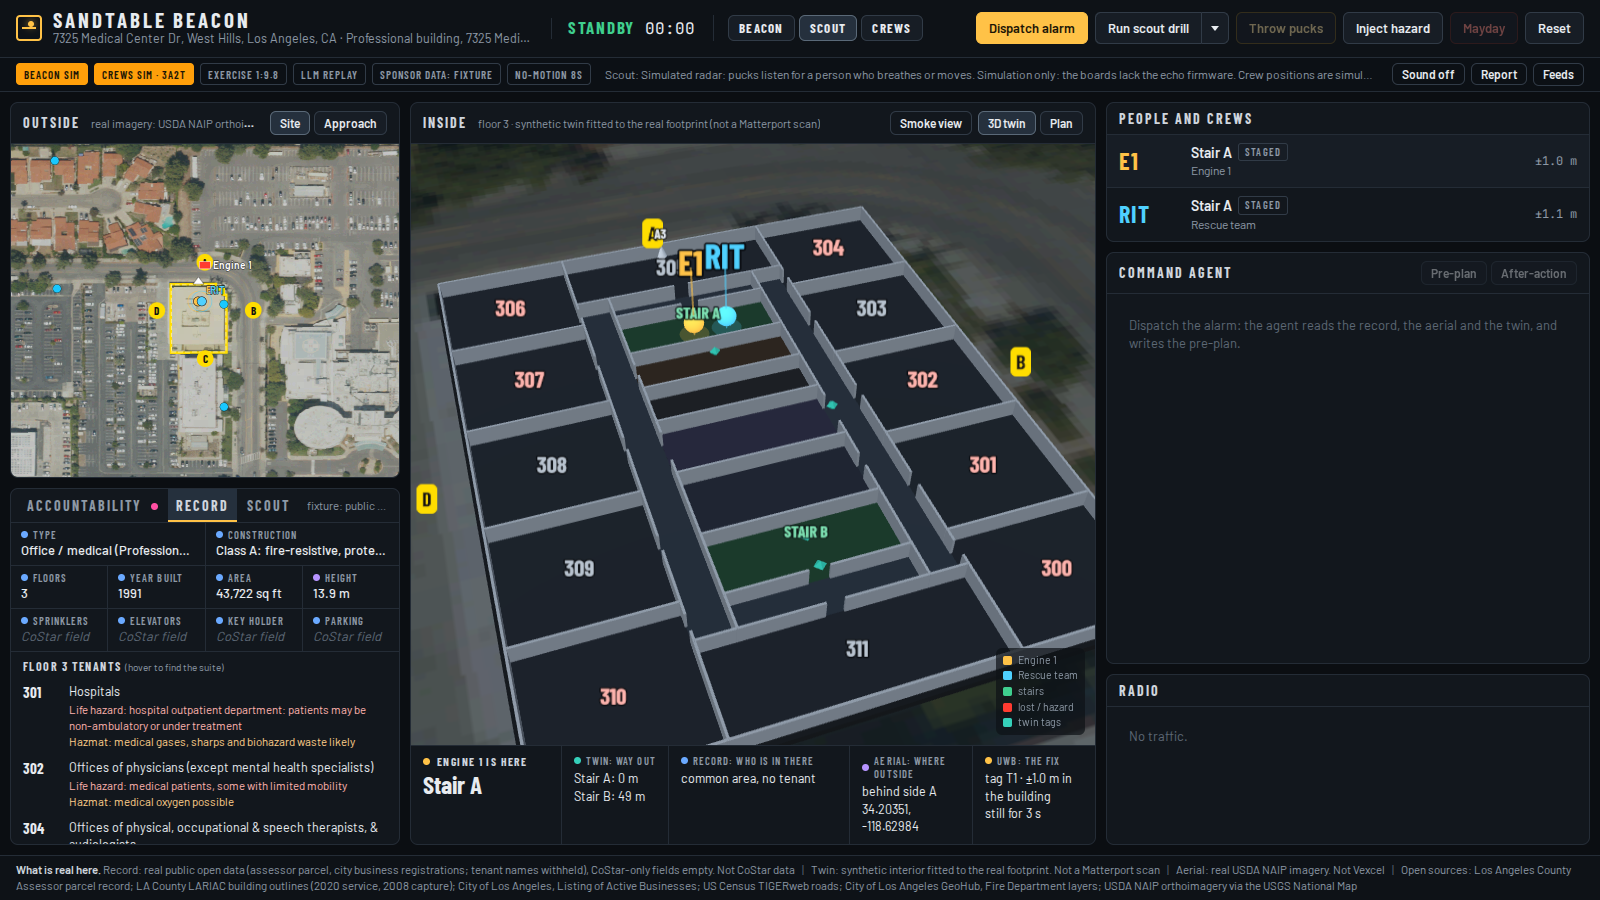 SANDTABLE BEACON
7325 Medical Center Dr, West Hills, Los Angeles, CA · Professional building, 7325 Medi...
STANDBY 00:00
BEACON SCOUT CREWS
Dispatch alarm
Run scout drill
Throw pucks
Inject hazard
Mayday
Reset
BEACON SIM
CREWS SIM · 3A2T
EXERCISE 1:9.8
LLM REPLAY
SPONSOR DATA: FIXTURE
NO-MOTION 8S
Scout: Simulated radar: pucks listen for a person who breathes or moves. Simulation only: the boards lack the echo firmware. Crew positions are simul...
Sound off
Report
Feeds
OUTSIDE real imagery: USDA NAIP orthoi...
Site
Approach
Engine 1
D
B
C
ACCOUNTABILITY RECORD SCOUT fixture: public ...
TYPE
Office / medical (Profession...
CONSTRUCTION
Class A: fire-resistive, prote...
FLOORS
3
YEAR BUILT
1991
AREA
43,722 sq ft
HEIGHT
13.9 m
SPRINKLERS
CoStar field
ELEVATORS
CoStar field
KEY HOLDER
CoStar field
PARKING
CoStar field
FLOOR 3 TENANTS (hover to find the suite)
301 Hospitals
Life hazard: hospital outpatient department: patients may be
non-ambulatory or under treatment
Hazmat: medical gases, sharps and biohazard waste likely
302 Offices of physicians (except mental health specialists)
Life hazard: medical patients, some with limited mobility
Hazmat: medical oxygen possible
304 Offices of physical, occupational & speech therapists, &
audiologists
INSIDE floor 3 · synthetic twin fitted to the real footprint (not a Matterport scan)
Smoke view
3D twin
Plan
A3
E1 RIT
304
306
STAIR A
303
307
302
B
308
301
D
STAIR B
309
300
311
310
Engine 1
Rescue team
stairs
lost / hazard
twin tags
ENGINE 1 IS HERE
Stair A
TWIN: WAY OUT
Stair A: 0 m
Stair B: 49 m
RECORD: WHO IS IN THERE
common area, no tenant
AERIAL: WHERE
OUTSIDE
behind side A
34.20351,
-118.62984
UWB: THE FIX
tag T1 · ±1.0 m in
the building
still for 3 s
PEOPLE AND CREWS
E1 Stair A STAGED ±1.0 m
Engine 1
RIT Stair A STAGED ±1.1 m
Rescue team
COMMAND AGENT
Pre-plan
After-action
Dispatch the alarm: the agent reads the record, the aerial and the twin, and
writes the pre-plan.
RADIO
No traffic.
What is real here. Record: real public open data (assessor parcel, city business registrations; tenant names withheld), CoStar-only fields empty. Not CoStar data | Twin: synthetic interior fitted to the real footprint. Not a Matterport scan | Aerial: real USDA NAIP imagery. Not Vexcel | Open sources: Los Angeles County
Assessor parcel record; LA County LARIAC building outlines (2020 service, 2008 capture); City of Los Angeles, Listing of Active Businesses; US Census TIGERweb roads; City of Los Angeles GeoHub, Fire Department layers; USDA NAIP orthoimagery via the USGS National Map